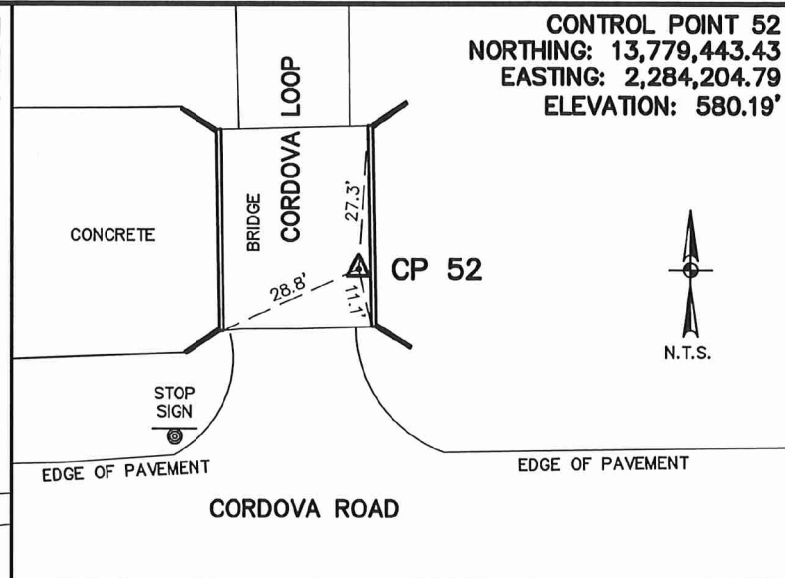 CONTROL POINT 52
NORTHING: 13,779,443.43
EASTING: 2,284,204.79
ELEVATION: 580.19'
CORDOVA LOOP
BRIDGE
27.3'
CONCRETE
CP 52
28.8'
11.1'
N.T.S.
STOP
SIGN
EDGE OF PAVEMENT
EDGE OF PAVEMENT
CORDOVA ROAD